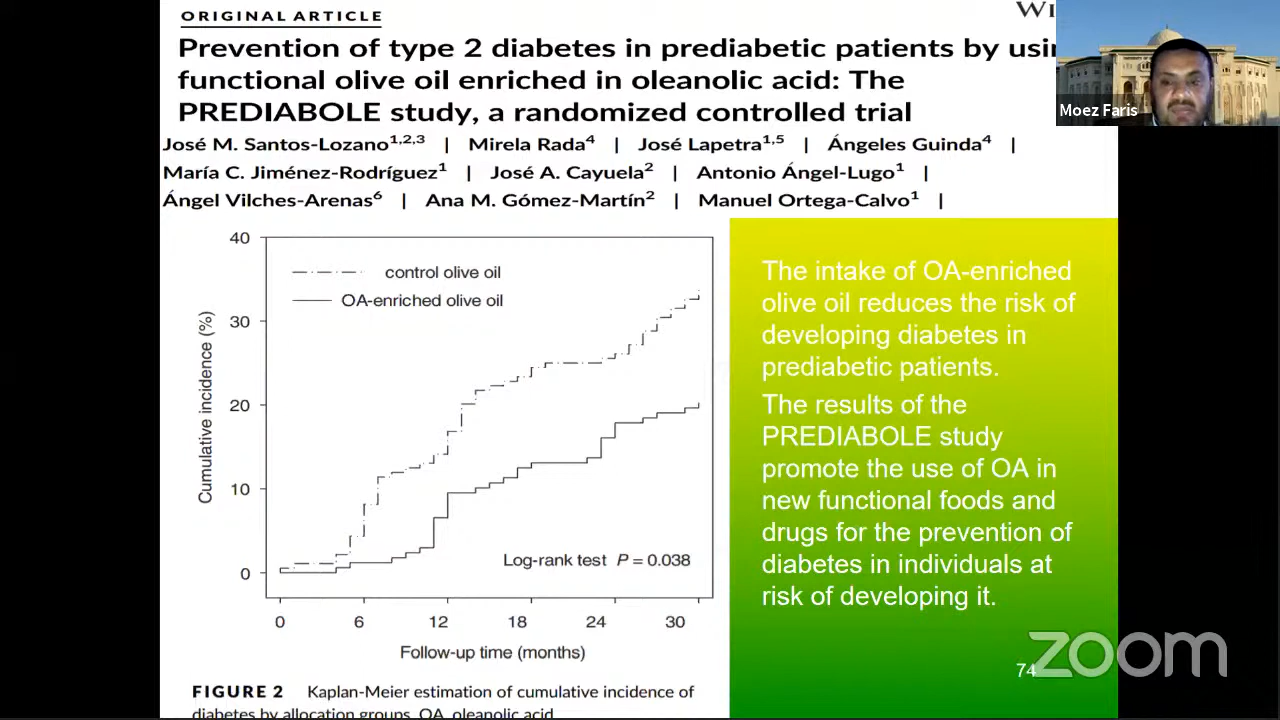 ORIGINAL ARTICLE
Prevention of type 2 diabetes in prediabetic patients by
functional olive oil enriched in oleanolic acid: The
PREDIABOLE study, a randomized controlled trial
Moez Faris
José M. Santos-Lozano1,2,3 | Mirela Rada4 | José Lapetra1,5 | Ángeles Guinda4 |
María C. Jiménez-Rodríguez1 | José A. Cayuela2 | Antonio Ángel-Lugo1 |
Ángel Vilches-Arenas6 | Ana M. Gómez-Martín2 | Manuel Ortega-Calvo1 |
40
30
20
10
0
Cumulative incidence (%)
control olive oil
OA-enriched olive oil
Log-rank test P = 0.038
0 6 12 18 24 30
Follow-up time (months)
FIGURE 2 Kaplan-Meier estimation of cumulative incidence of
diabetes by allocation groups. OA, oleanolic acid
The intake of OA-enriched
olive oil reduces the risk of
developing diabetes in
prediabetic patients.
The results of the
PREDIABOLE study
promote the use of OA in
new functional foods and
drugs for the prevention of
diabetes in individuals at
risk of developing it.
74
zoom